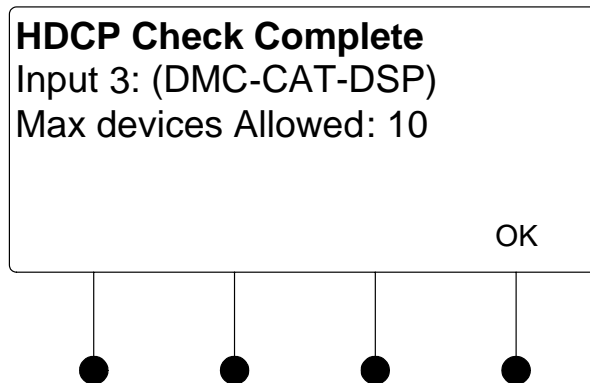 HDCP Check Complete
Input 3: (DMC-CAT-DSP)
Max devices Allowed: 10
OK